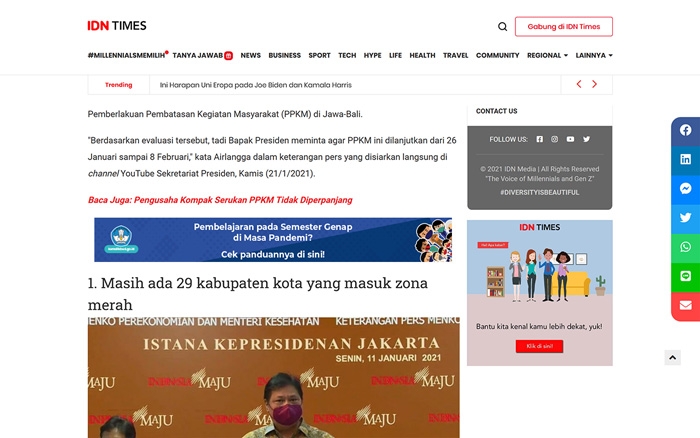 IDN TIMES
Gabung di IDN Times
#MILLENNIALSMEMILIH TANYA JAWAB NEWS BUSINESS SPORT TECH HYPE LIFE HEALTH TRAVEL COMMUNITY REGIONAL LAINNYA
Trending Ini Harapan Uni Eropa pada Joe Biden dan Kamala Harris
Pemberlakuan Pembatasan Kegiatan Masyarakat (PPKM) di Jawa-Bali.
"Berdasarkan evaluasi tersebut, tadi Bapak Presiden meminta agar PPKM ini dilanjutkan dari 26
Januari sampai 8 Februari," kata Airlangga dalam keterangan pers yang disiarkan langsung di
channel YouTube Sekretariat Presiden, Kamis (21/1/2021).
Baca Juga: Pengusaha Kompak Serukan PPKM Tidak Diperpanjang
Pembelajaran pada Semester Genap
di Masa Pandemi?
Cek panduannya di sini!
1. Masih ada 29 kabupaten kota yang masuk zona
merah
ENKO PEREKONOMIAN DAN MENTERI KESEHATAN KETERANGAN PERS MENKO
ISTANA KEPRESIDENAN JAKARTA
SENIN, 11 JANUARI 2021
MAJU MAJU MAJU
CONTACT US
FOLLOW US:
© 2021 IDN Media | All Rights Reserved
"The Voice of Millennials and Gen Z"
#DIVERSITYISBEAUTIFUL
IDN TIMES
Bantu kita kenal kamu lebih dekat, yuk!
Klik di sini!